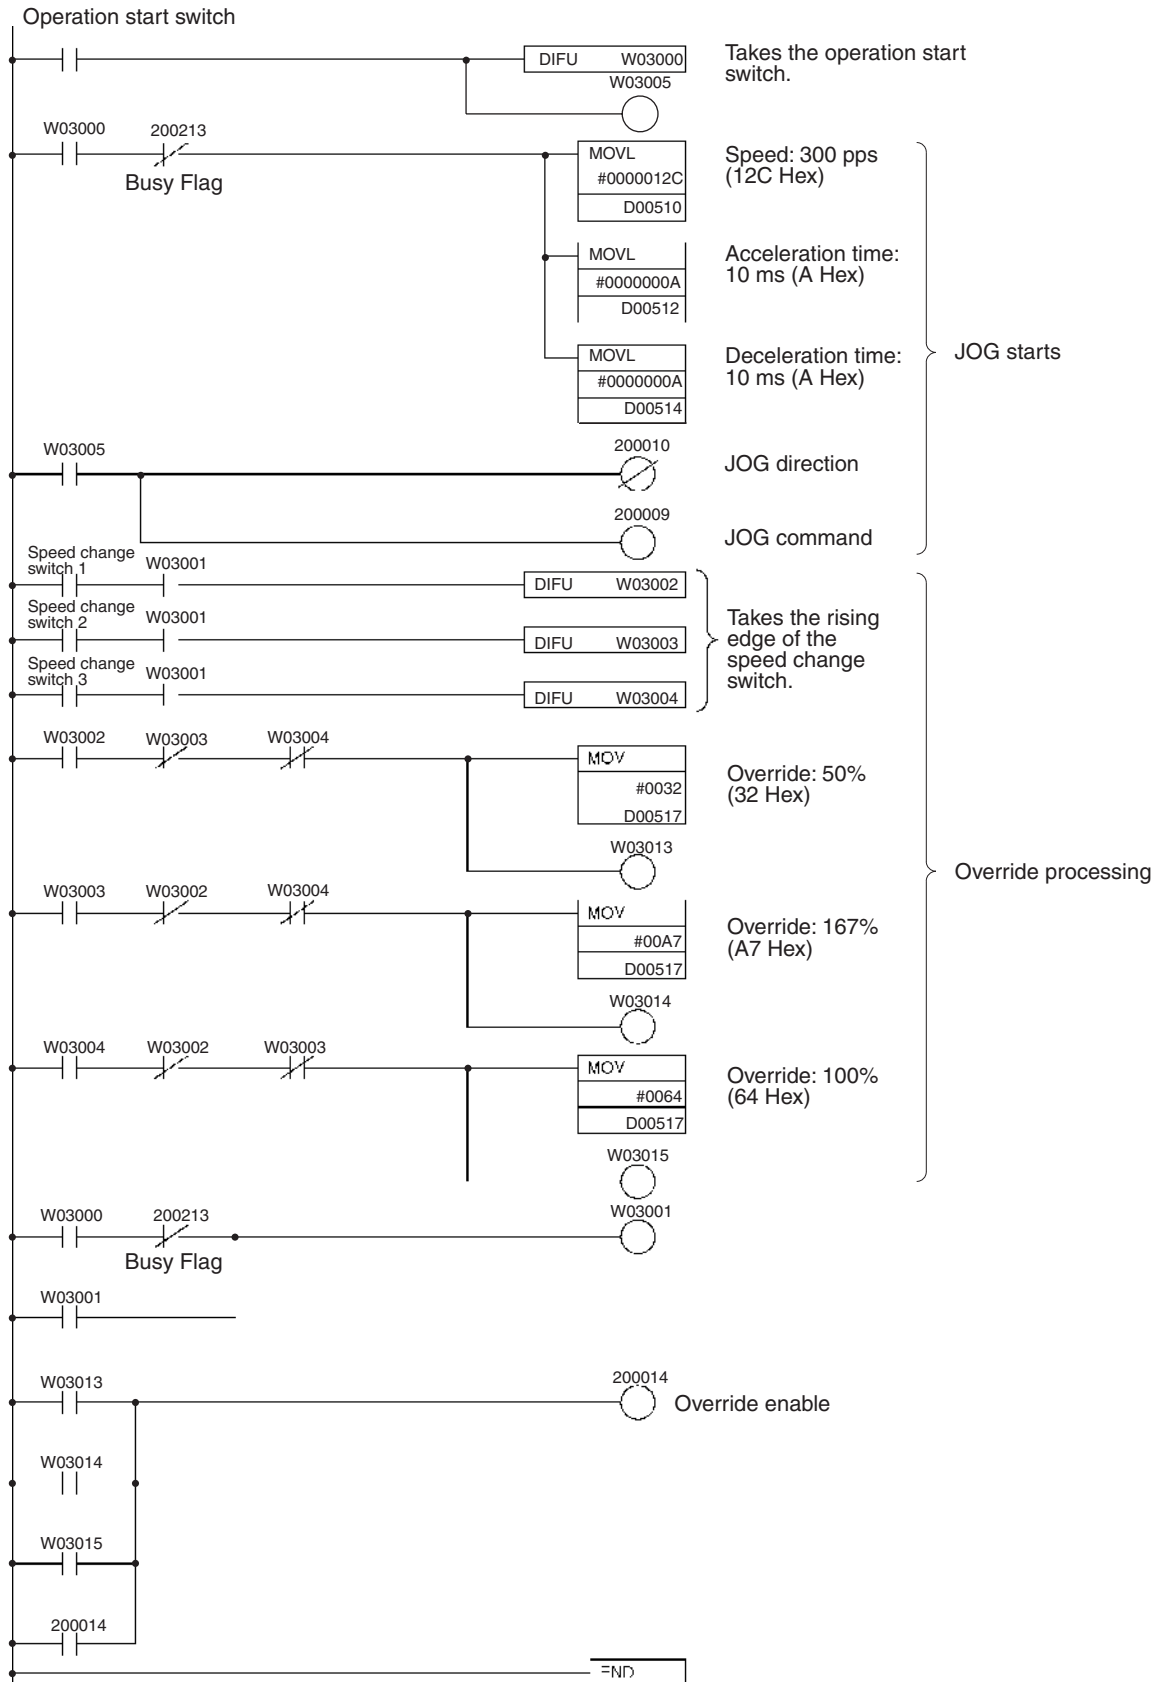 Operation start switch
DIFU W03000
Takes the operation start
switch.
W03005
W03000 200213
Busy Flag
MOVL
#0000012C
D00510
Speed: 300 pps
(12C Hex)
MOVL
#0000000A
D00512
Acceleration time:
10 ms (A Hex)
MOVL
#0000000A
D00514
Deceleration time:
10 ms (A Hex)
JOG starts
W03005
200010
JOG direction
200009
JOG command
Speed change
switch 1
W03001
DIFU W03002
Speed change
switch 2
W03001
DIFU W03003
Speed change
switch 3
W03001
DIFU W03004
Takes the rising
edge of the
speed change
switch.
W03002 W03003 W03004
MOV
#0032
D00517
Override: 50%
(32 Hex)
W03013
Override processing
W03003 W03002 W03004
MOV
#00A7
D00517
Override: 167%
(A7 Hex)
W03014
W03004 W03002 W03003
MOV
#0064
D00517
Override: 100%
(64 Hex)
W03015
W03000 200213
Busy Flag
W03001
W03001
W03013
200014
Override enable
W03014
W03015
200014
END